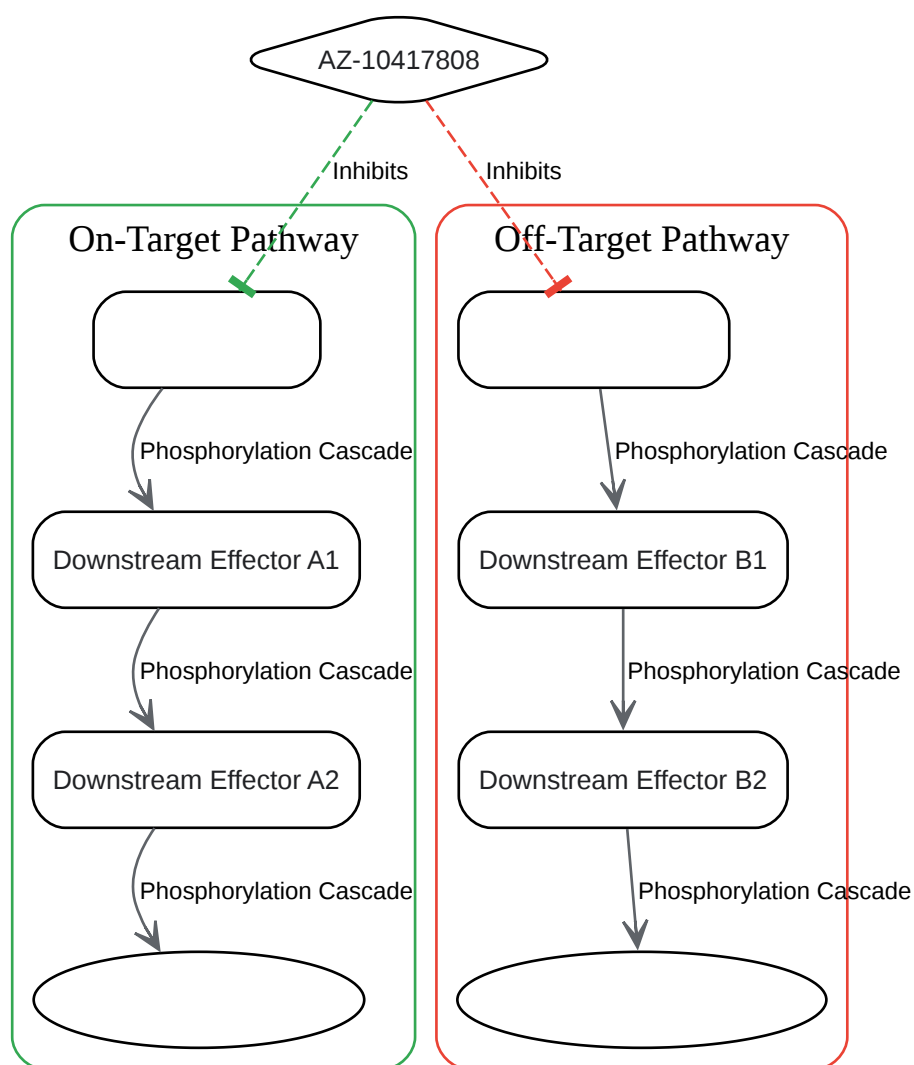 AZ-10417808
Inhibits
Inhibits
On-Target Pathway
Off-Target Pathway
Phosphorylation Cascade
Phosphorylation Cascade
Downstream Effector A1
Downstream Effector B1
Phosphorylation Cascade
Phosphorylation Cascade
Downstream Effector A2
Downstream Effector B2
Phosphorylation Cascade
Phosphorylation Cascade